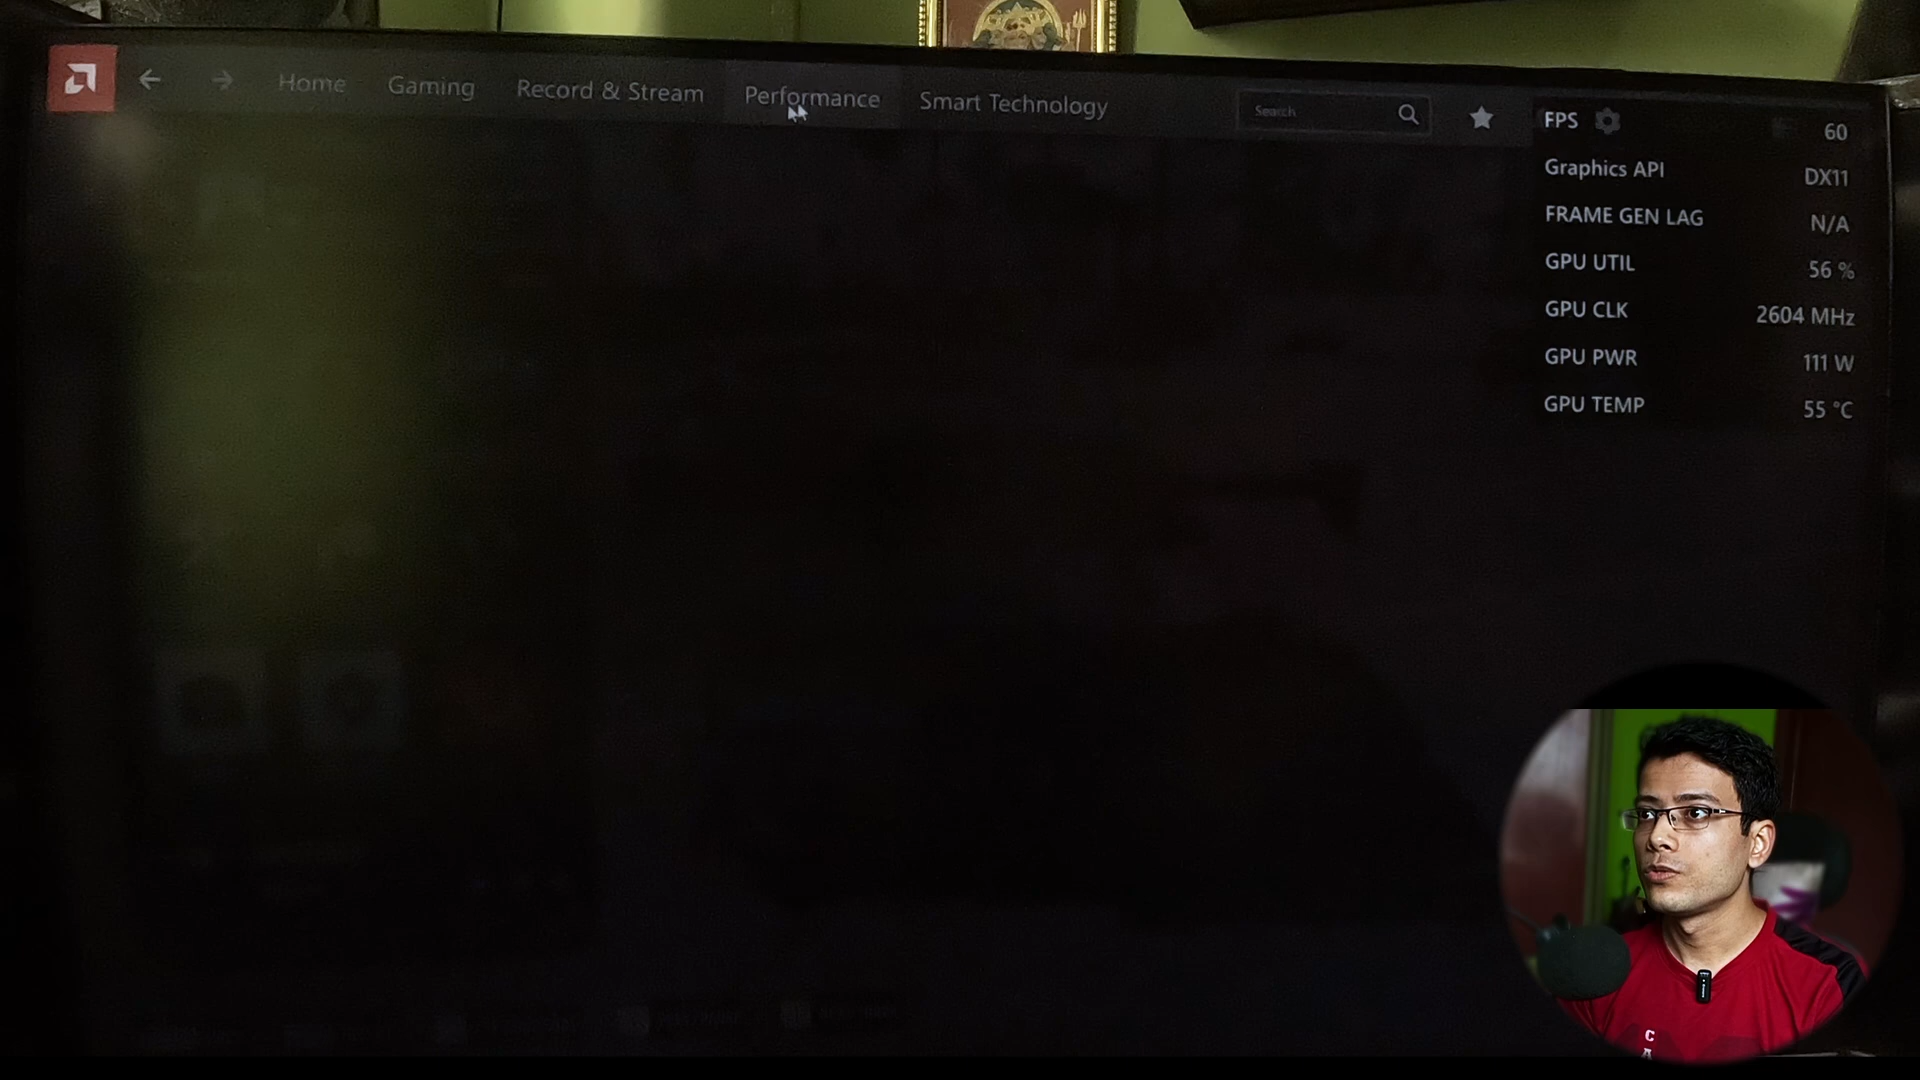 Home Gaming Record & Stream Performance Smart Technology Search
FPS 60
Graphics API DX11
FRAME GEN LAG N/A
GPU UTIL 56 %
GPU CLK 2604 MHz
GPU PWR 111 W
GPU TEMP 55 °C
C